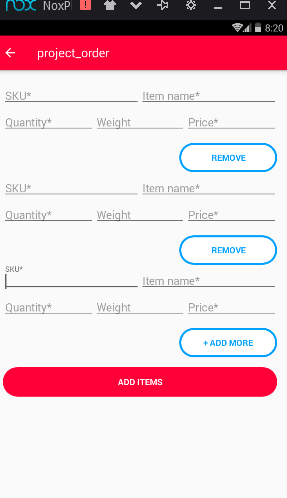 nox NoxP
8:20
project_order
SKU* Item name*
Quantity* Weight Price*
REMOVE
SKU* Item name*
Quantity* Weight Price*
REMOVE
SKU*
Item name*
Quantity* Weight Price*
+ ADD MORE
ADD ITEMS